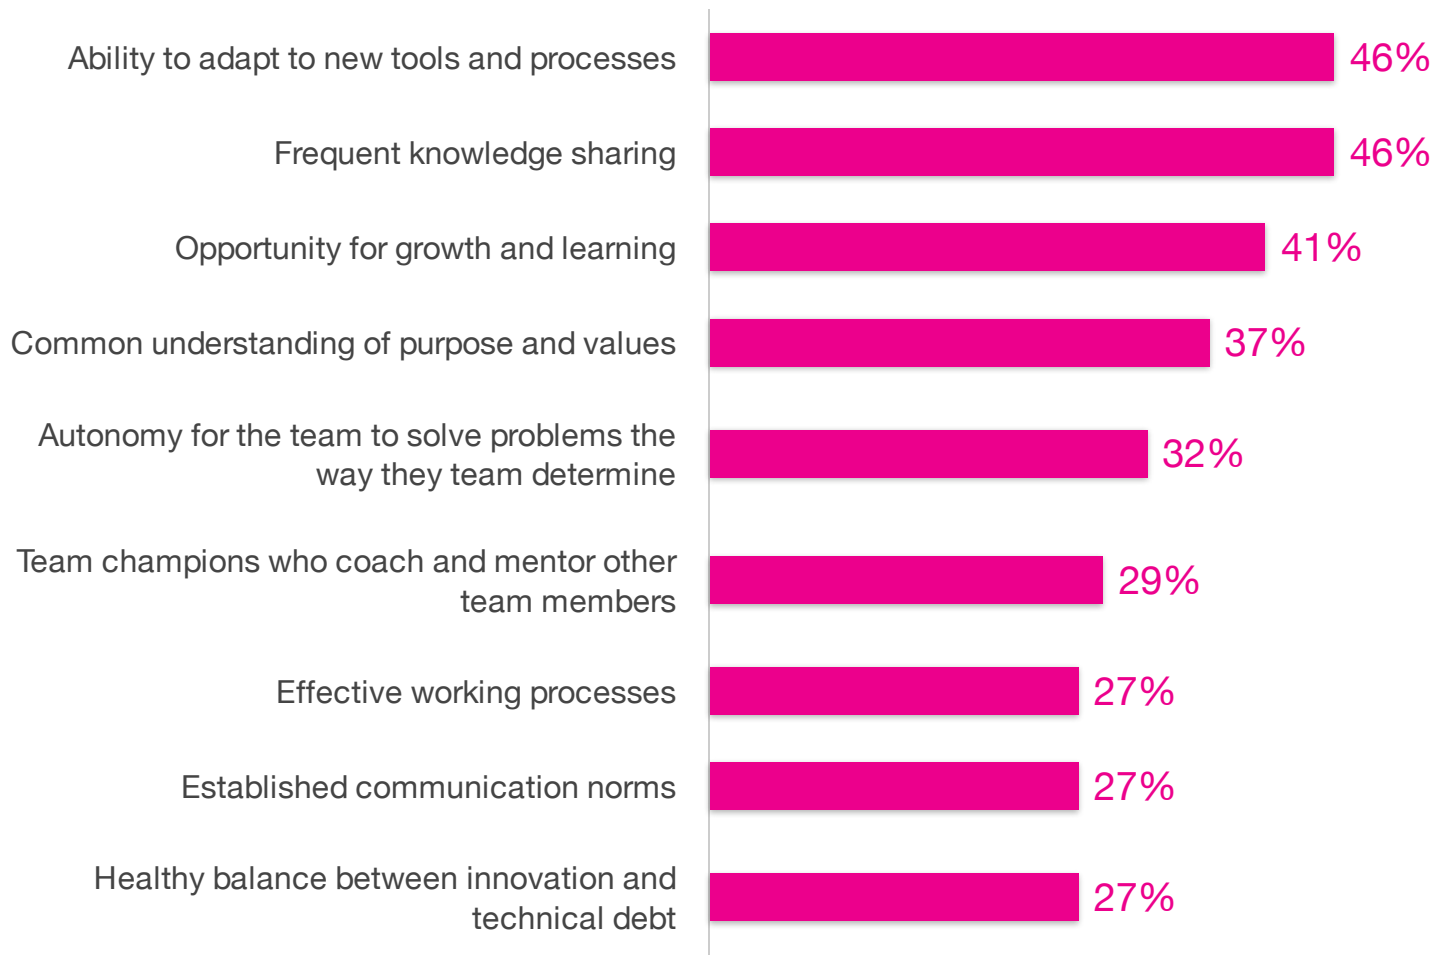 Ability to adapt to new tools and processes
46%
Frequent knowledge sharing
46%
Opportunity for growth and learning
41%
Common understanding of purpose and values
37%
Autonomy for the team to solve problems the
way they team determine
32%
Team champions who coach and mentor other
team members
29%
Effective working processes
27%
Established communication norms
27%
Healthy balance between innovation and
technical debt
27%